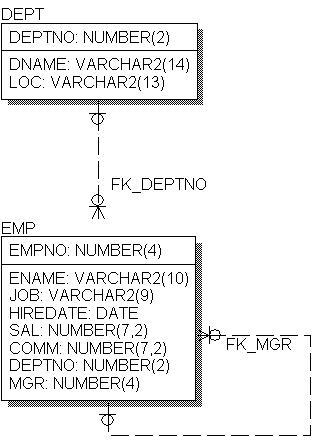 DEPT
DEPTNO: NUMBER(2)
DNAME: VARCHAR2(14)
LOC: VARCHAR2(13)
FK_DEPTNO
EMP
EMPNO: NUMBER(4)
ENAME: VARCHAR2(10)
JOB: VARCHAR2(9)
HIREDATE: DATE
SAL: NUMBER(7,2)
COMM: NUMBER(7,2)
DEPTNO: NUMBER(2)
MGR: NUMBER(4)
FK_MGR